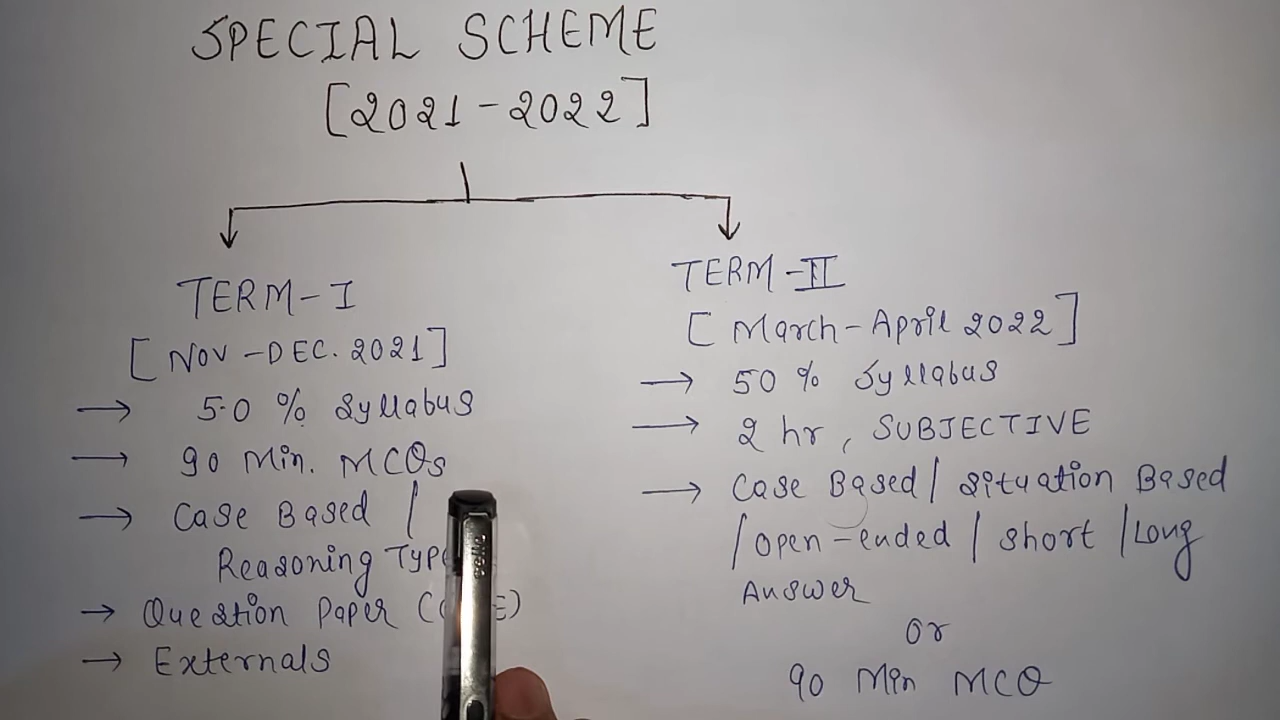 SPECIAL SCHEME
[2021-2022]
TERM-I
[NOV-DEC. 2021]
→ 50% Syllabus
→ 90 Min. MCQs
→ Case Based /
Reasoning Type
→ Question Paper
→ Externals
TERM-II
[March-April 2022]
→ 50% Syllabus
→ 2 hr, SUBJECTIVE
→ Case Based / Situation Based
/ open-ended / short / Long
Answer
or
90 Min MCQ